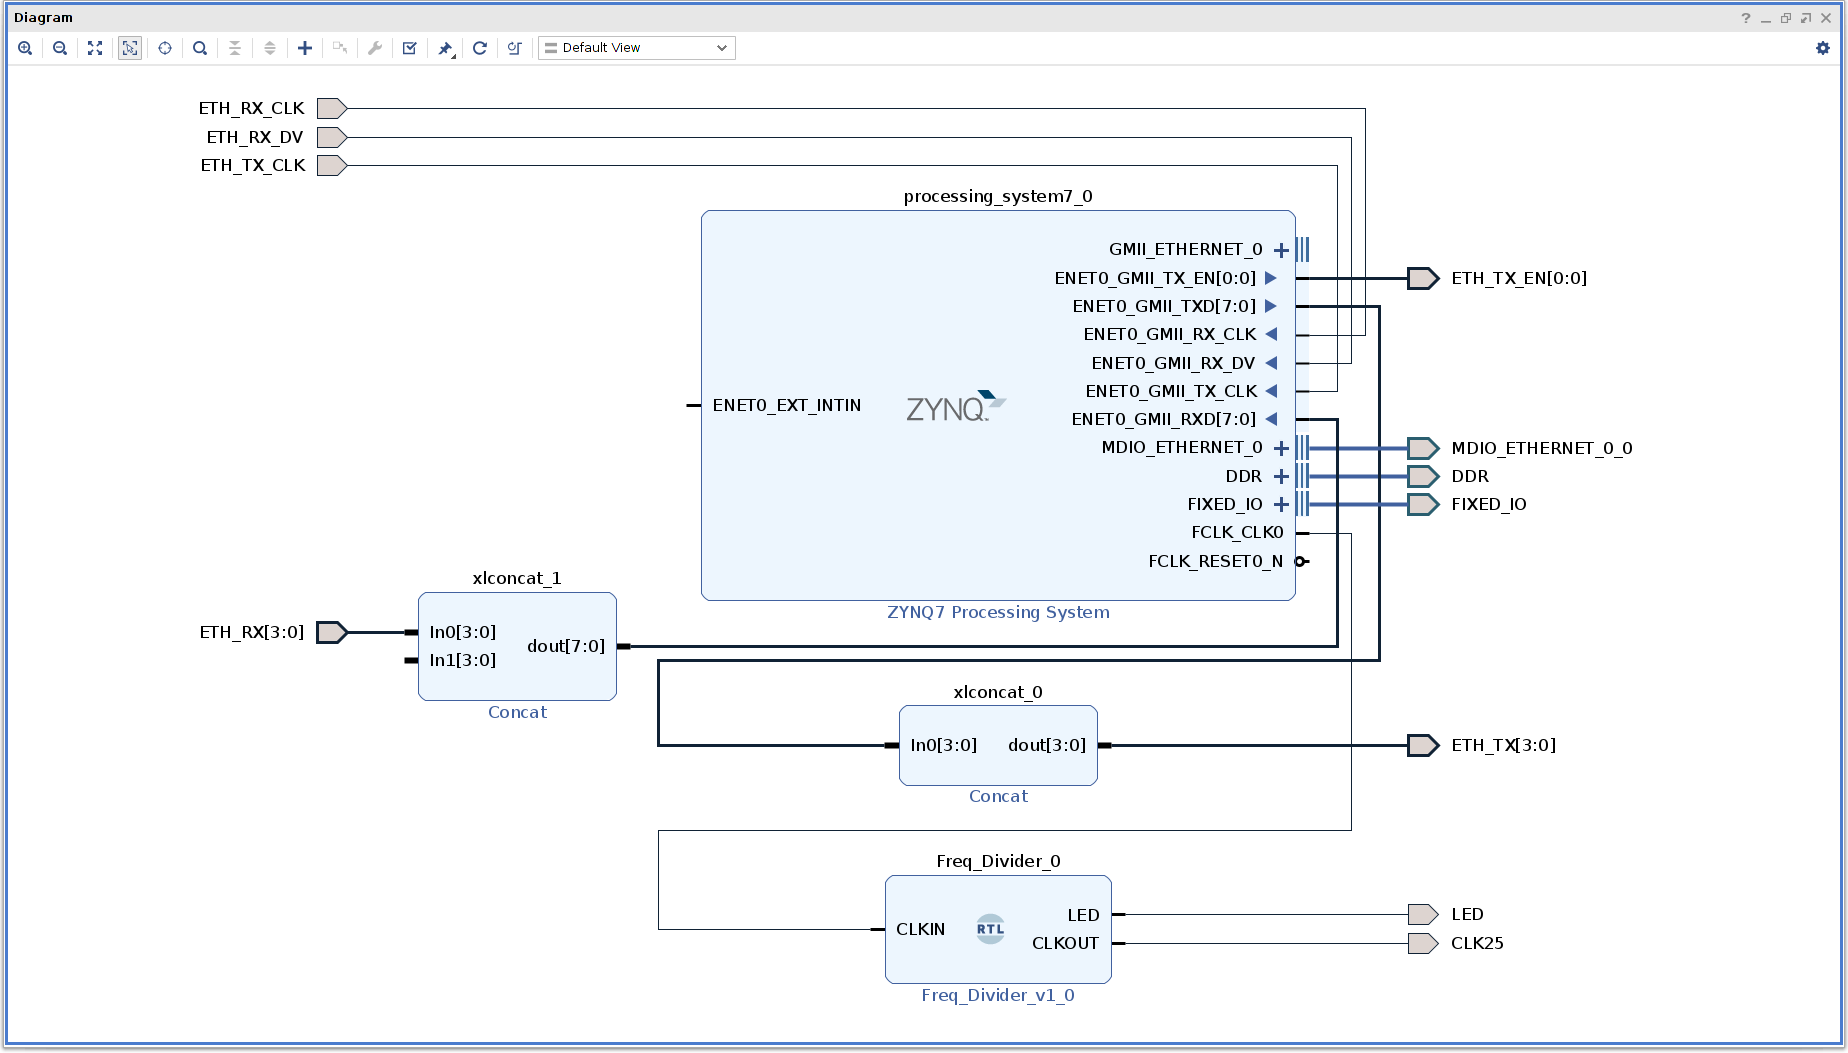 Diagram
Default View
ETH_RX_CLK
ETH_RX_DV
ETH_TX_CLK
processing_system7_0
GMII_ETHERNET_0
ENET0_GMII_TX_EN[0:0]
ETH_TX_EN[0:0]
ENET0_GMII_TXD[7:0]
ENET0_GMII_RX_CLK
ENET0_GMII_RX_DV
ENET0_GMII_TX_CLK
ENET0_EXT_INTIN
ZYNQ
ENET0_GMII_RXD[7:0]
MDIO_ETHERNET_0
MDIO_ETHERNET_0_0
DDR
DDR
FIXED_IO
FIXED_IO
FCLK_CLK0
FCLK_RESET0_N
ZYNQ7 Processing System
xlconcat_1
ETH_RX[3:0]
In0[3:0]
In1[3:0]
dout[7:0]
Concat
xlconcat_0
In0[3:0]
dout[3:0]
ETH_TX[3:0]
Concat
Freq_Divider_0
CLKIN
RTL
LED
CLKOUT
LED
CLK25
Freq_Divider_v1_0